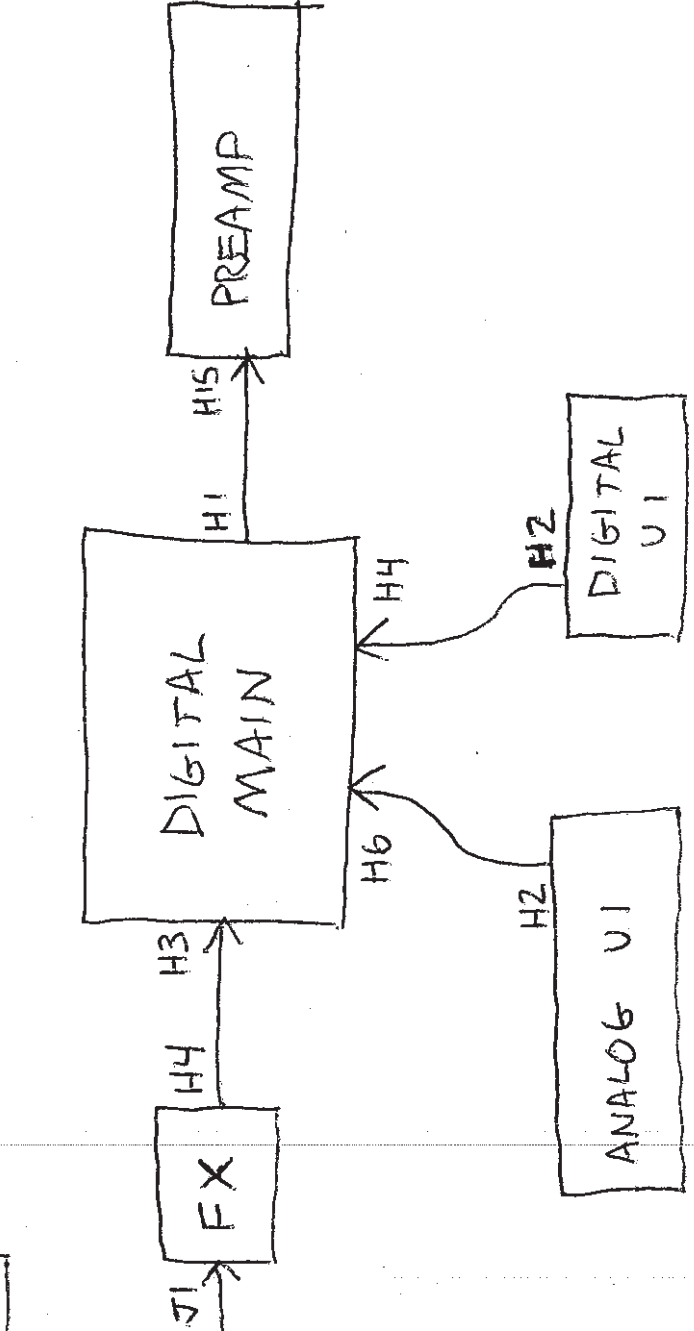 J1
FX
H4
H3
DIGITAL
MAIN
H1
H15
PREAMP
H6
H4
H2
H2
ANALOG UI
DIGITAL
UI